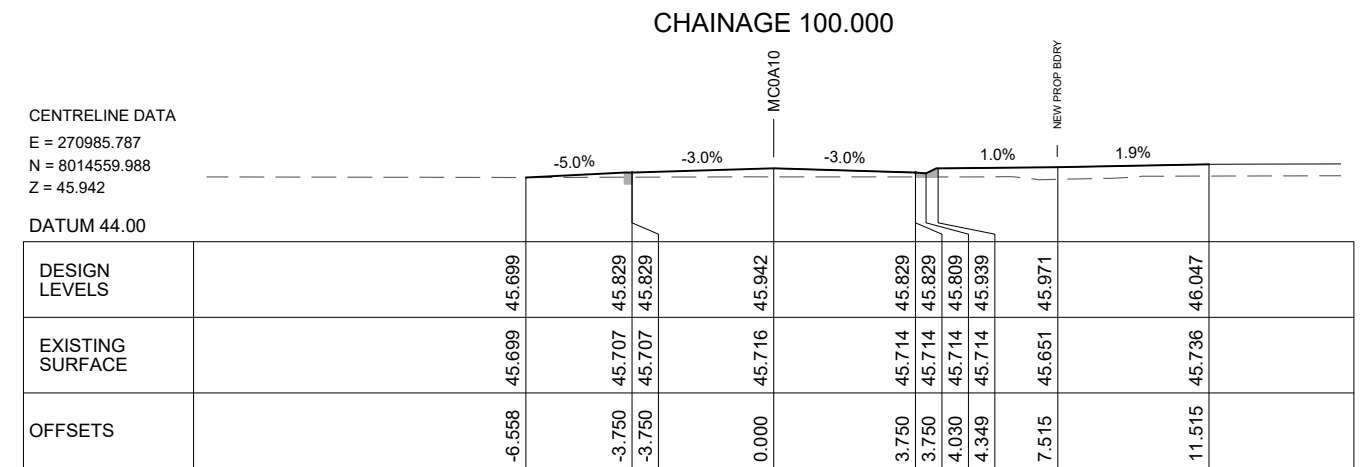 CHAINAGE 100.000
MC0A10
NEW PROP BDRY
CENTRELINE DATA
E = 270985.787
N = 8014559.988
Z = 45.942
-5.0%
-3.0%
-3.0%
1.0%
1.9%
DATUM 44.00
DESIGN
LEVELS
45.699
45.829
45.829
45.942
45.829
45.829
45.809
45.939
45.971
46.047
EXISTING
SURFACE
45.699
45.707
45.707
45.716
45.714
45.714
45.714
45.714
45.651
45.736
OFFSETS
-6.558
-3.750
-3.750
0.000
3.750
3.750
4.030
4.349
7.515
11.515